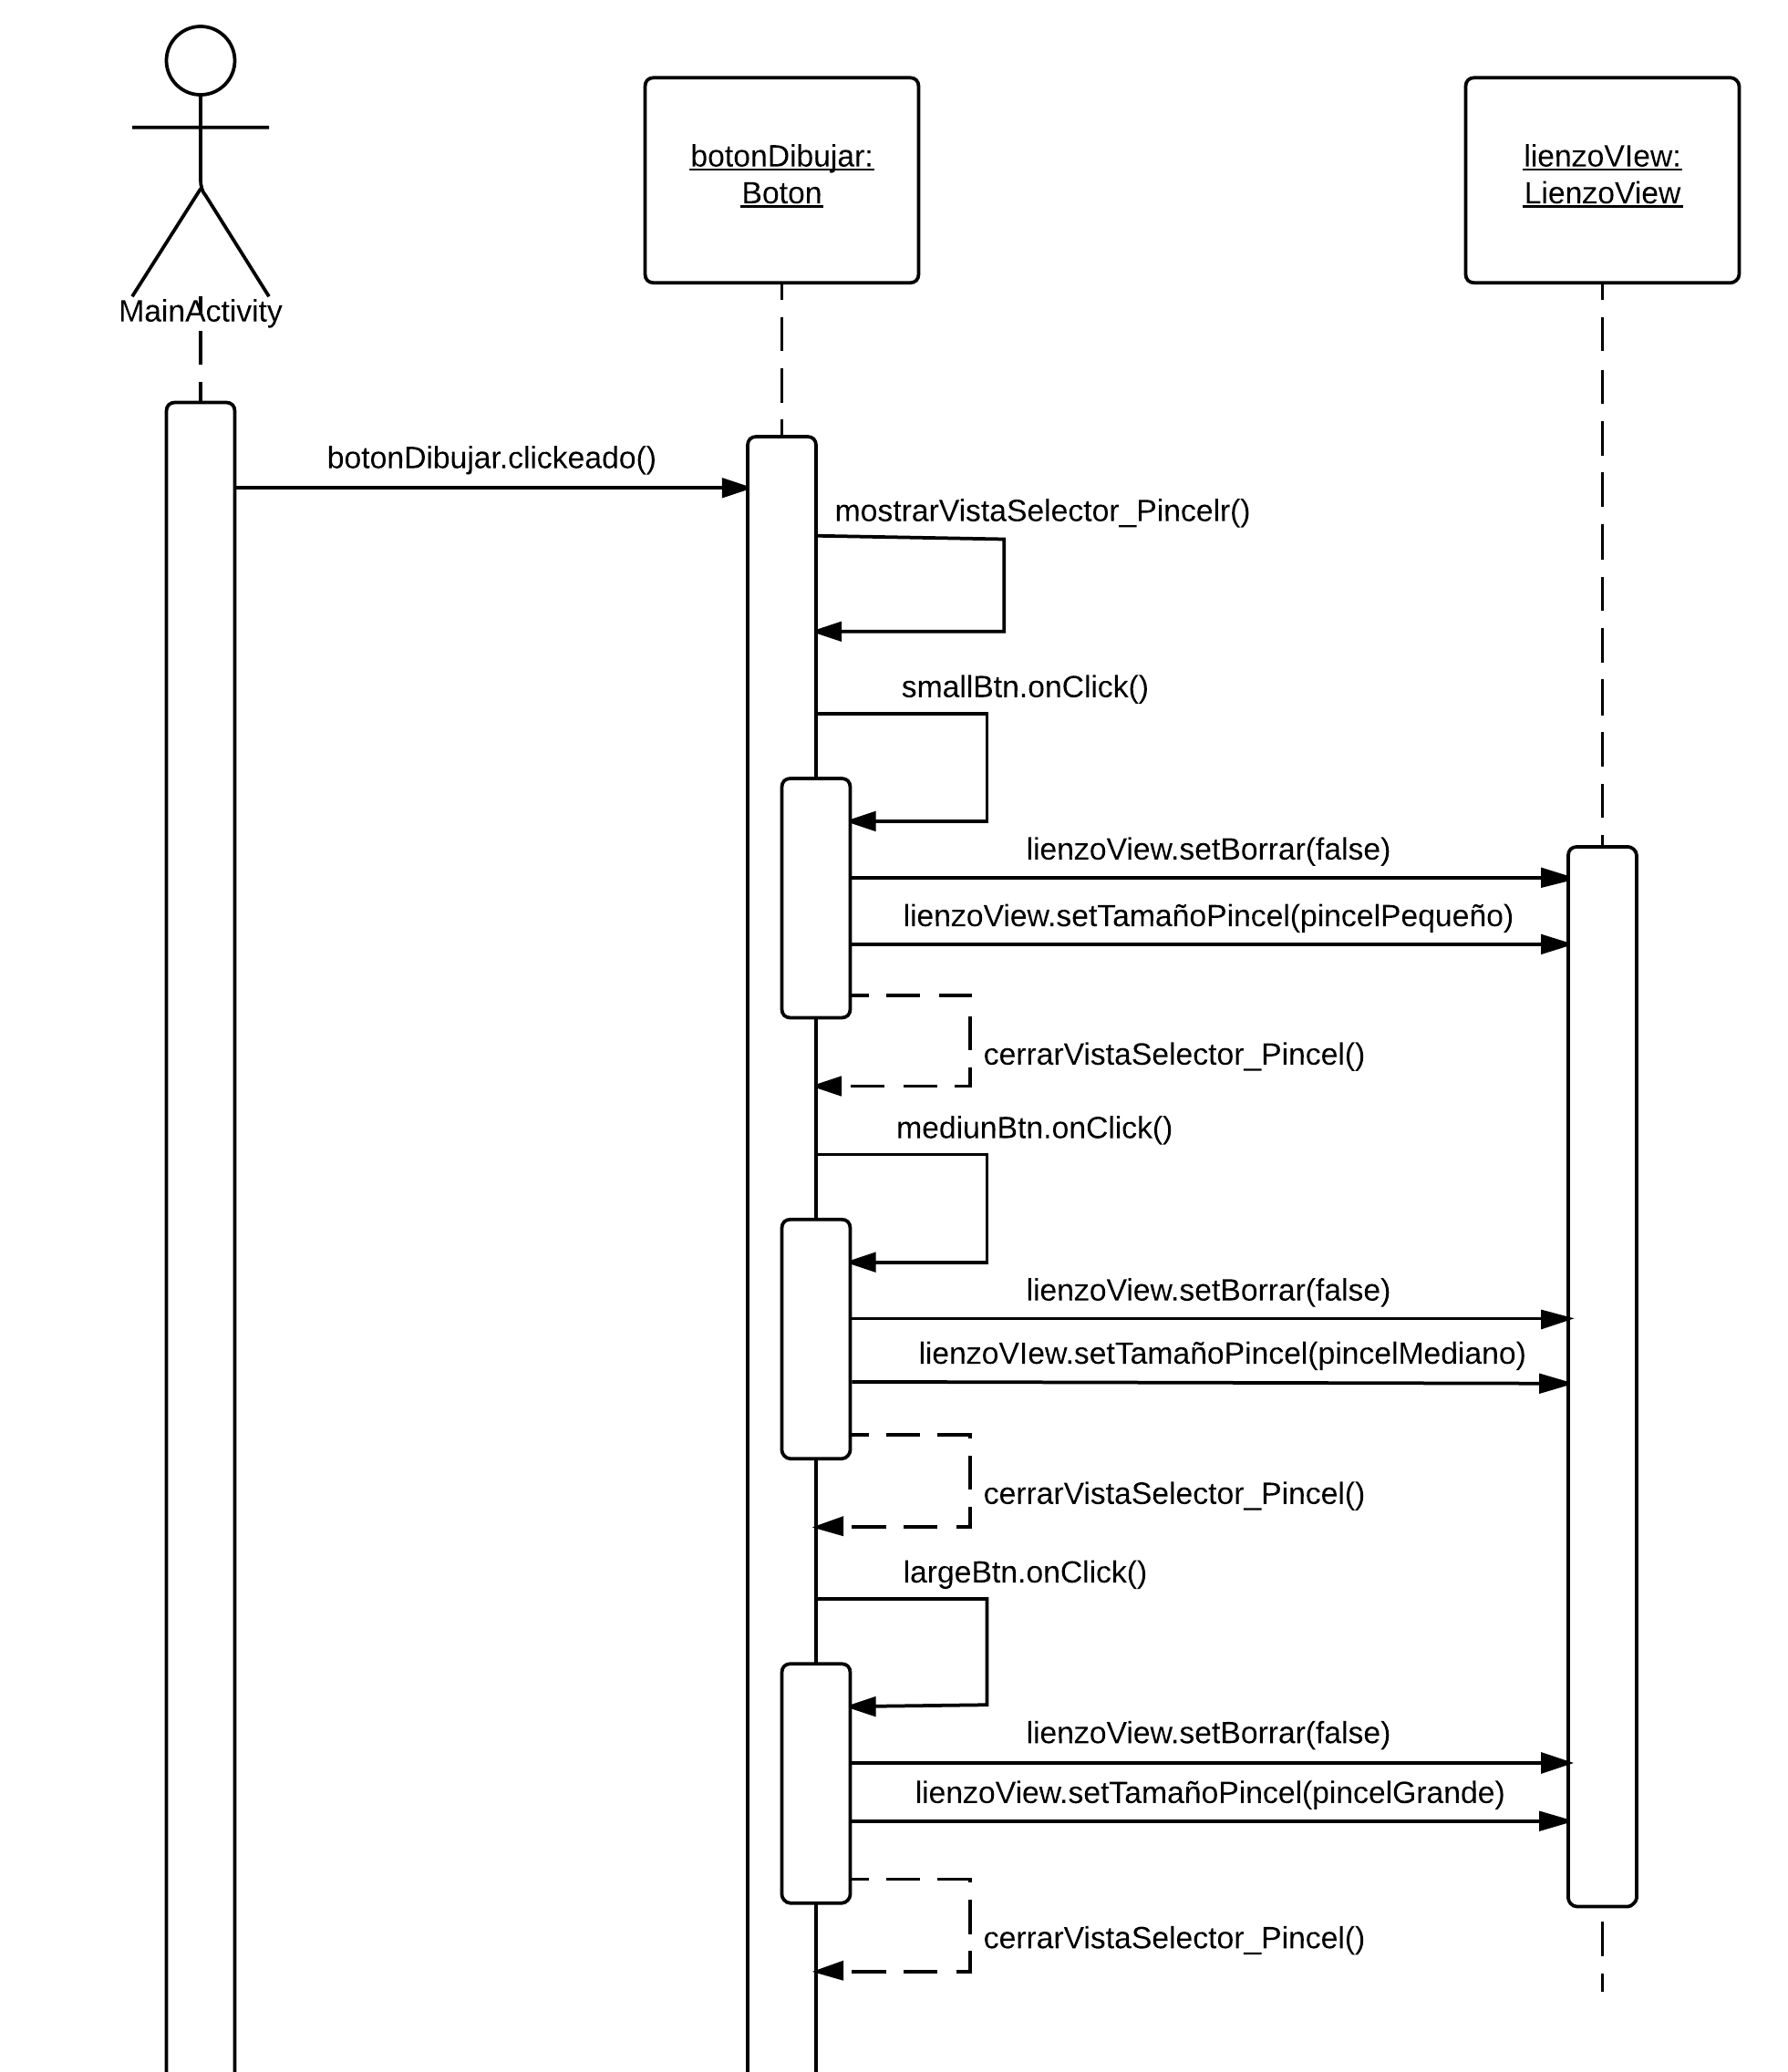 botonDibujar:
Boton
lienzoVIew:
LienzoView
MainActivity
botonDibujar.clickeado()
mostrarVistaSelector_Pincelr()
smallBtn.onClick()
lienzoView.setBorrar(false)
lienzoView.setTamañoPincel(pincelPequeño)
cerrarVistaSelector_Pincel()
mediunBtn.onClick()
lienzoView.setBorrar(false)
lienzoVIew.setTamañoPincel(pincelMediano)
cerrarVistaSelector_Pincel()
largeBtn.onClick()
lienzoView.setBorrar(false)
lienzoView.setTamañoPincel(pincelGrande)
cerrarVistaSelector_Pincel()